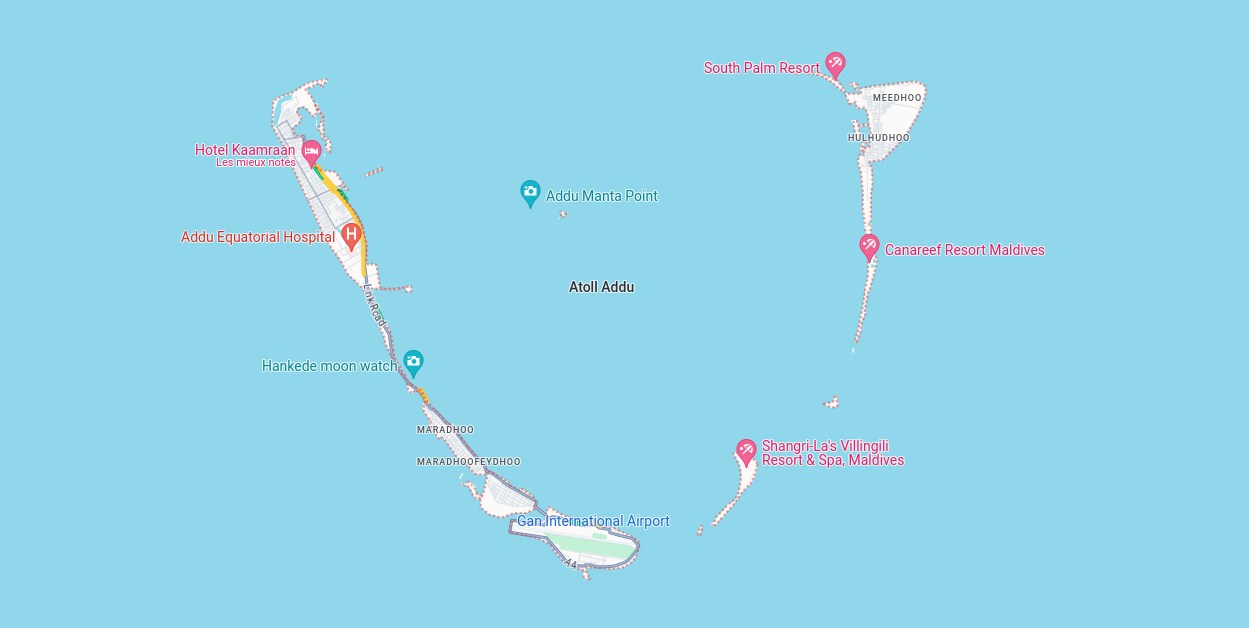 South Palm Resort
MEEDHOO
HULHUDHOO
Hotel Kaamraan
Les mieux notés
Addu Manta Point
Addu Equatorial Hospital
H
Canareef Resort Maldives
Atoll Addu
Link Road
Hankede moon watch
MARADHOO
MARADHOOFEYDHOO
Shangri-La's Villingili
Resort & Spa, Maldives
Gan International Airport
44